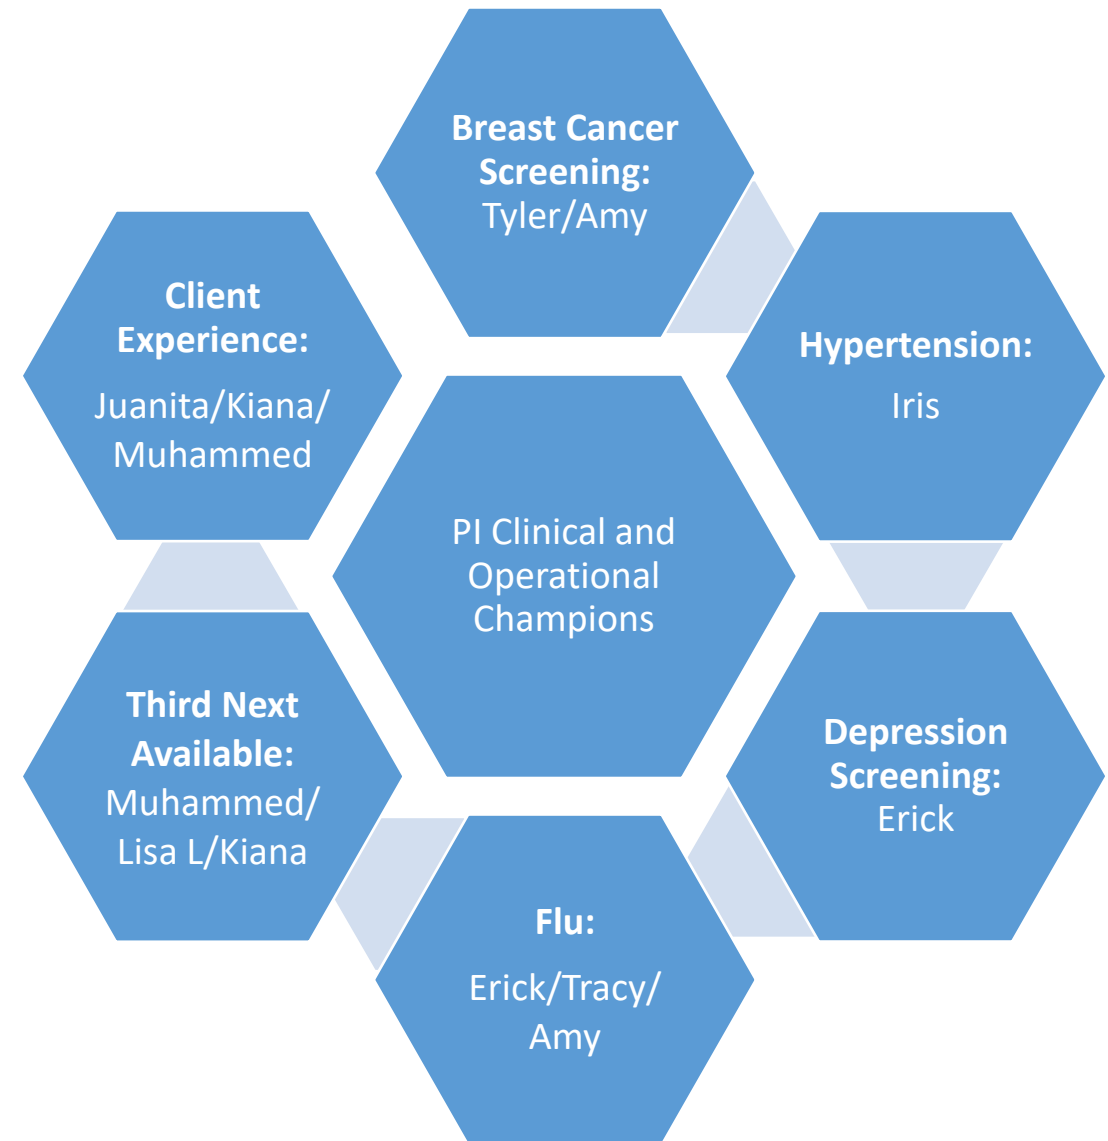 Breast Cancer
Screening:
Tyler/Amy
Client
Experience:
Juanita/Kiana/
Muhammed
Hypertension:
Iris
PI Clinical and
Operational
Champions
Third Next
Available:
Muhammed/
Lisa L/Kiana
Depression
Screening:
Erick
Flu:
Erick/Tracy/
Amy